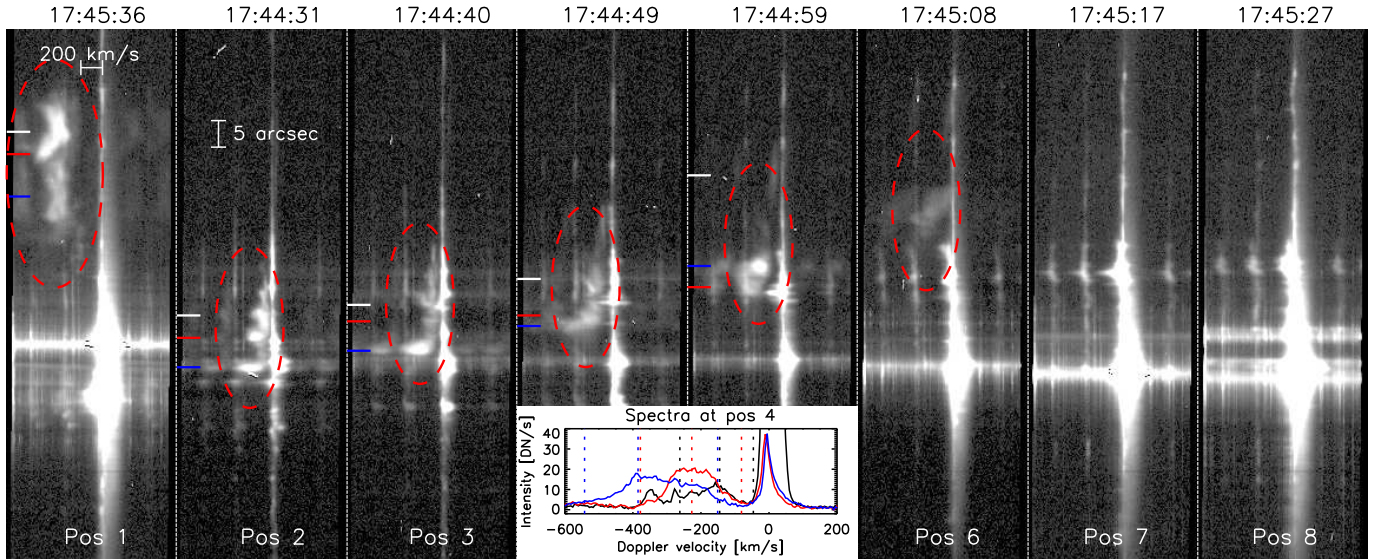 17:45:36 17:44:31 17:44:40 17:44:49 17:44:59 17:45:08 17:45:17 17:45:27
200 km/s
5 arcsec
Spectra at pos 4
Intensity [DN/s]
40
30
20
10
0
-600 -400 -200 0 200
Doppler velocity [km/s]
Pos 1 Pos 2 Pos 3 Pos 6 Pos 7 Pos 8